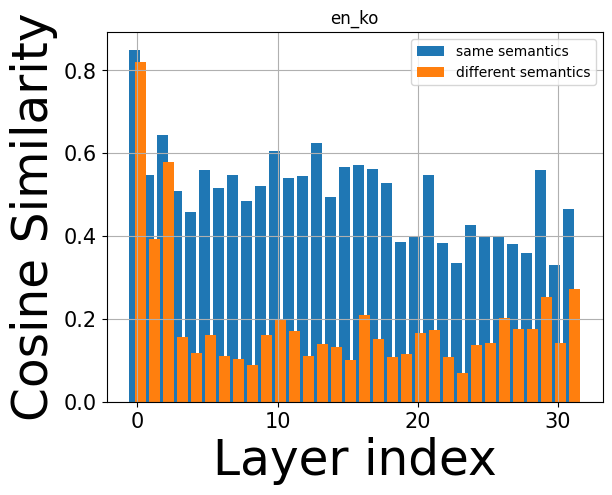 en_ko
same semantics
different semantics
Cosine Similarity
0.8
0.6
0.4
0.2
0.0
0 10 20 30
Layer index